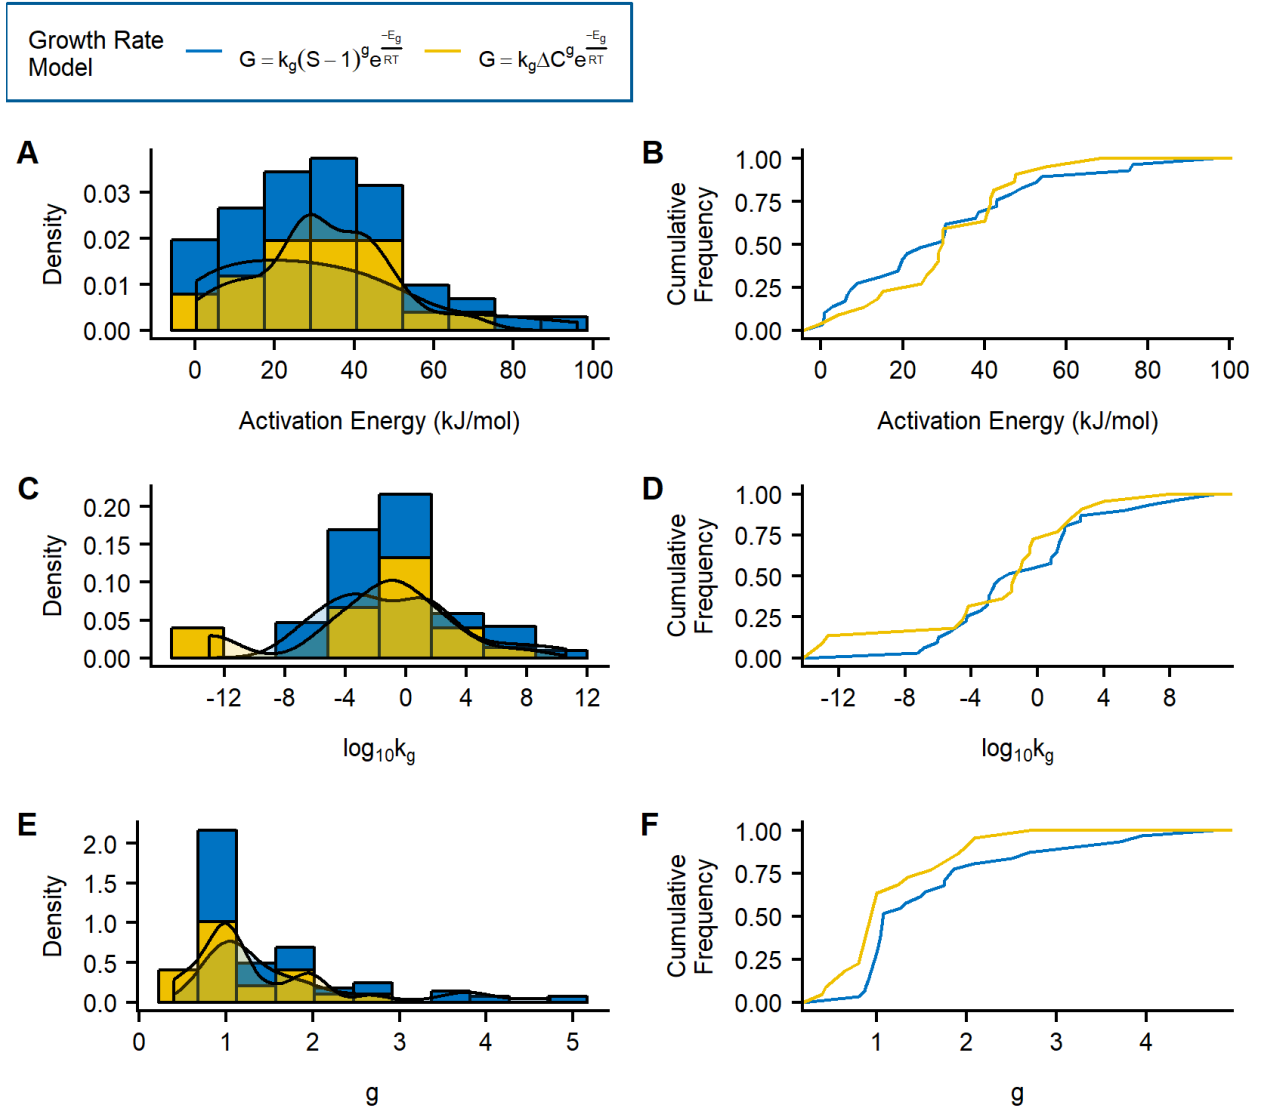 Growth Rate
Model
G = k_g(S − 1)^g e^(−E_g/RT)
G = k_gΔC^g e^(−E_g/RT)
A
Density
0.03
0.02
0.01
0.00
0 20 40 60 80 100
Activation Energy (kJ/mol)
B
Cumulative
Frequency
1.00
0.75
0.50
0.25
0.00
0 20 40 60 80 100
Activation Energy (kJ/mol)
C
Density
0.20
0.15
0.10
0.05
0.00
-12 -8 -4 0 4 8 12
log₁₀k_g
D
Cumulative
Frequency
1.00
0.75
0.50
0.25
0.00
-12 -8 -4 0 4 8
log₁₀k_g
E
Density
2.0
1.5
1.0
0.5
0.0
0 1 2 3 4 5
g
F
Cumulative
Frequency
1.00
0.75
0.50
0.25
0.00
1 2 3 4
g